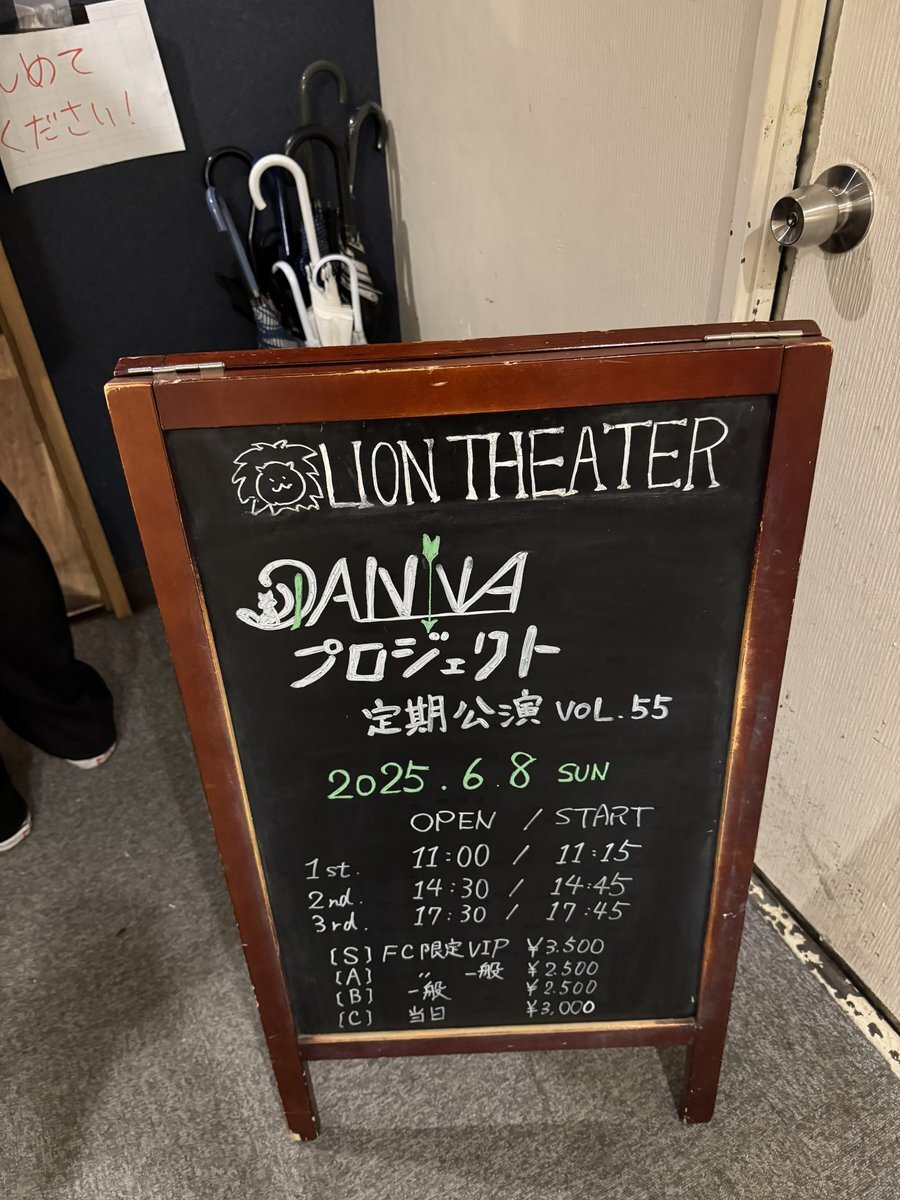 しめて
ください！
LION THEATER
DIANNA
プロジェクト
定期公演 VOL.55
2025.6.8 SUN
OPEN / START
1st. 11:00 / 11:15
2nd. 14:30 / 14:45
3rd. 17:30 / 17:45
[S] FC限定VIP ¥3.500
[A] 〃 一般 ¥2.500
[B] 一般 ¥2.500
[C] 当日 ¥3,000